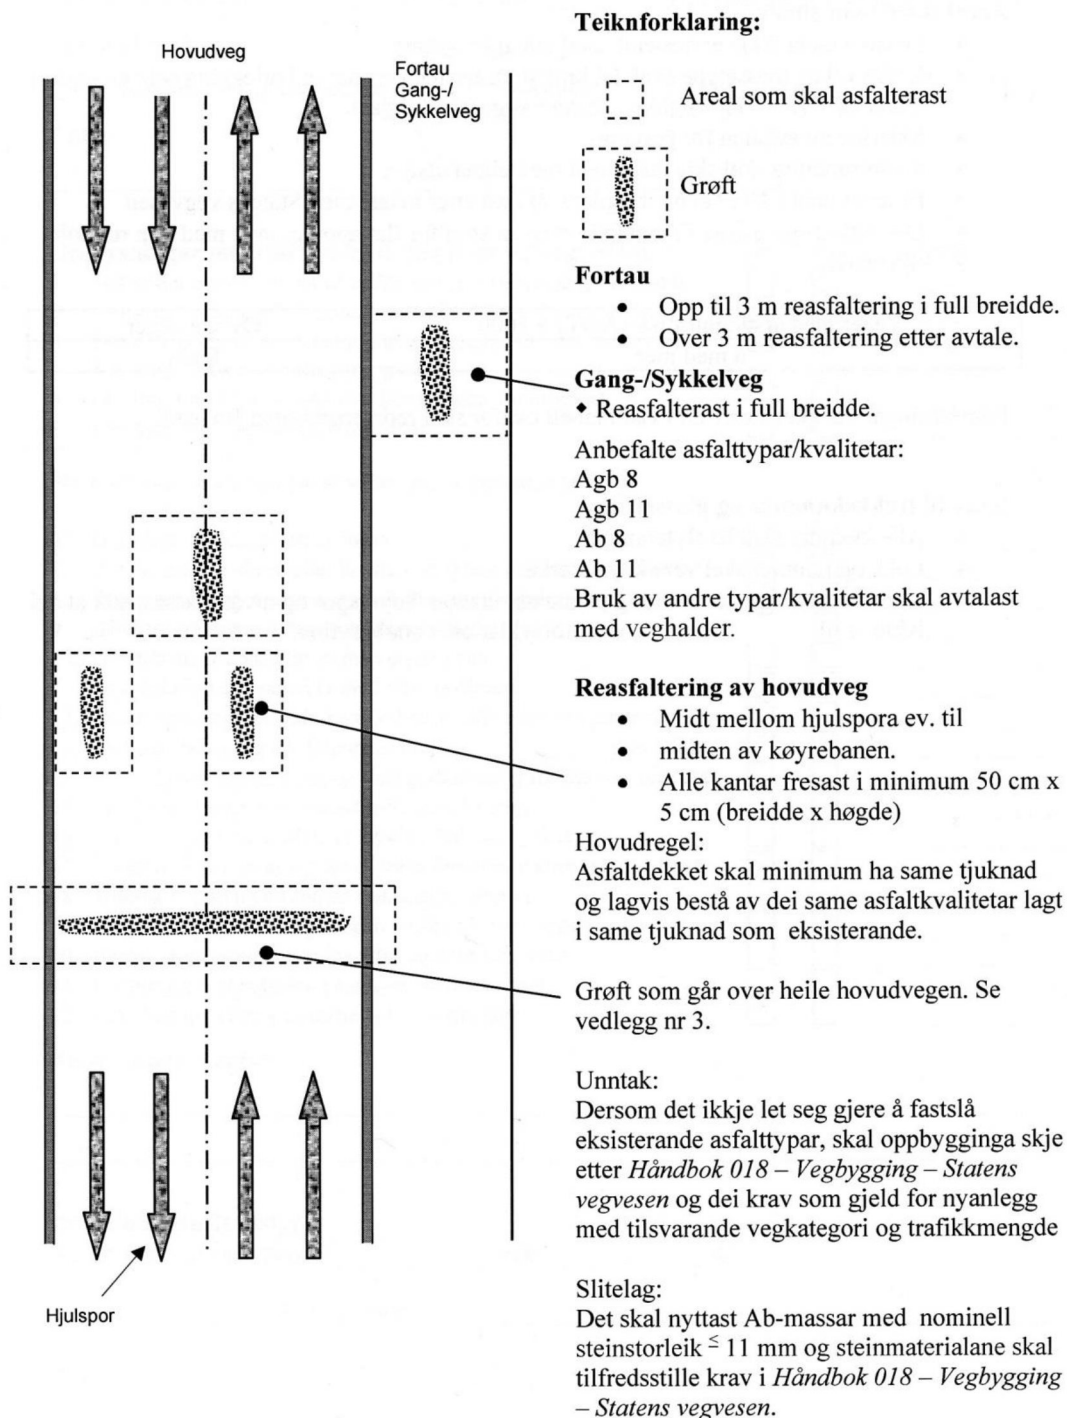 Teiknforklaring:
Hovudveg
Fortau
Gang-/
Sykkelveg
Areal som skal asfalterast
Grøft
Fortau
• Opp til 3 m reasfaltering i full breidde.
• Over 3 m reasfaltering etter avtale.
Gang-/Sykkelveg
◆ Reasfalterast i full breidde.
Anbefalte asfalttypar/kvalitetar:
Agb 8
Agb 11
Ab 8
Ab 11
Bruk av andre typar/kvalitetar skal avtalast
med veghalder.
Reasfaltering av hovudveg
• Midt mellom hjulspora ev. til
• midten av køyrebanen.
• Alle kantar fresast i minimum 50 cm x
5 cm (breidde x høgde)
Hovudregel:
Asfaltdekket skal minimum ha same tjuknad
og lagvis bestå av dei same asfaltkvalitetar lagt
i same tjuknad som eksisterande.
Grøft som går over heile hovudvegen. Se
vedlegg nr 3.
Unntak:
Dersom det ikkje let seg gjere å fastslå
eksisterande asfalttypar, skal oppbygginga skje
etter Håndbok 018 – Vegbygging – Statens
vegvesen og dei krav som gjeld for nyanlegg
med tilsvarande vegkategori og trafikkmengde
Hjulspor
Slitelag:
Det skal nyttast Ab-massar med nominell
steinstorleik ≤ 11 mm og steinmaterialane skal
tilfredsstille krav i Håndbok 018 – Vegbygging
– Statens vegvesen.